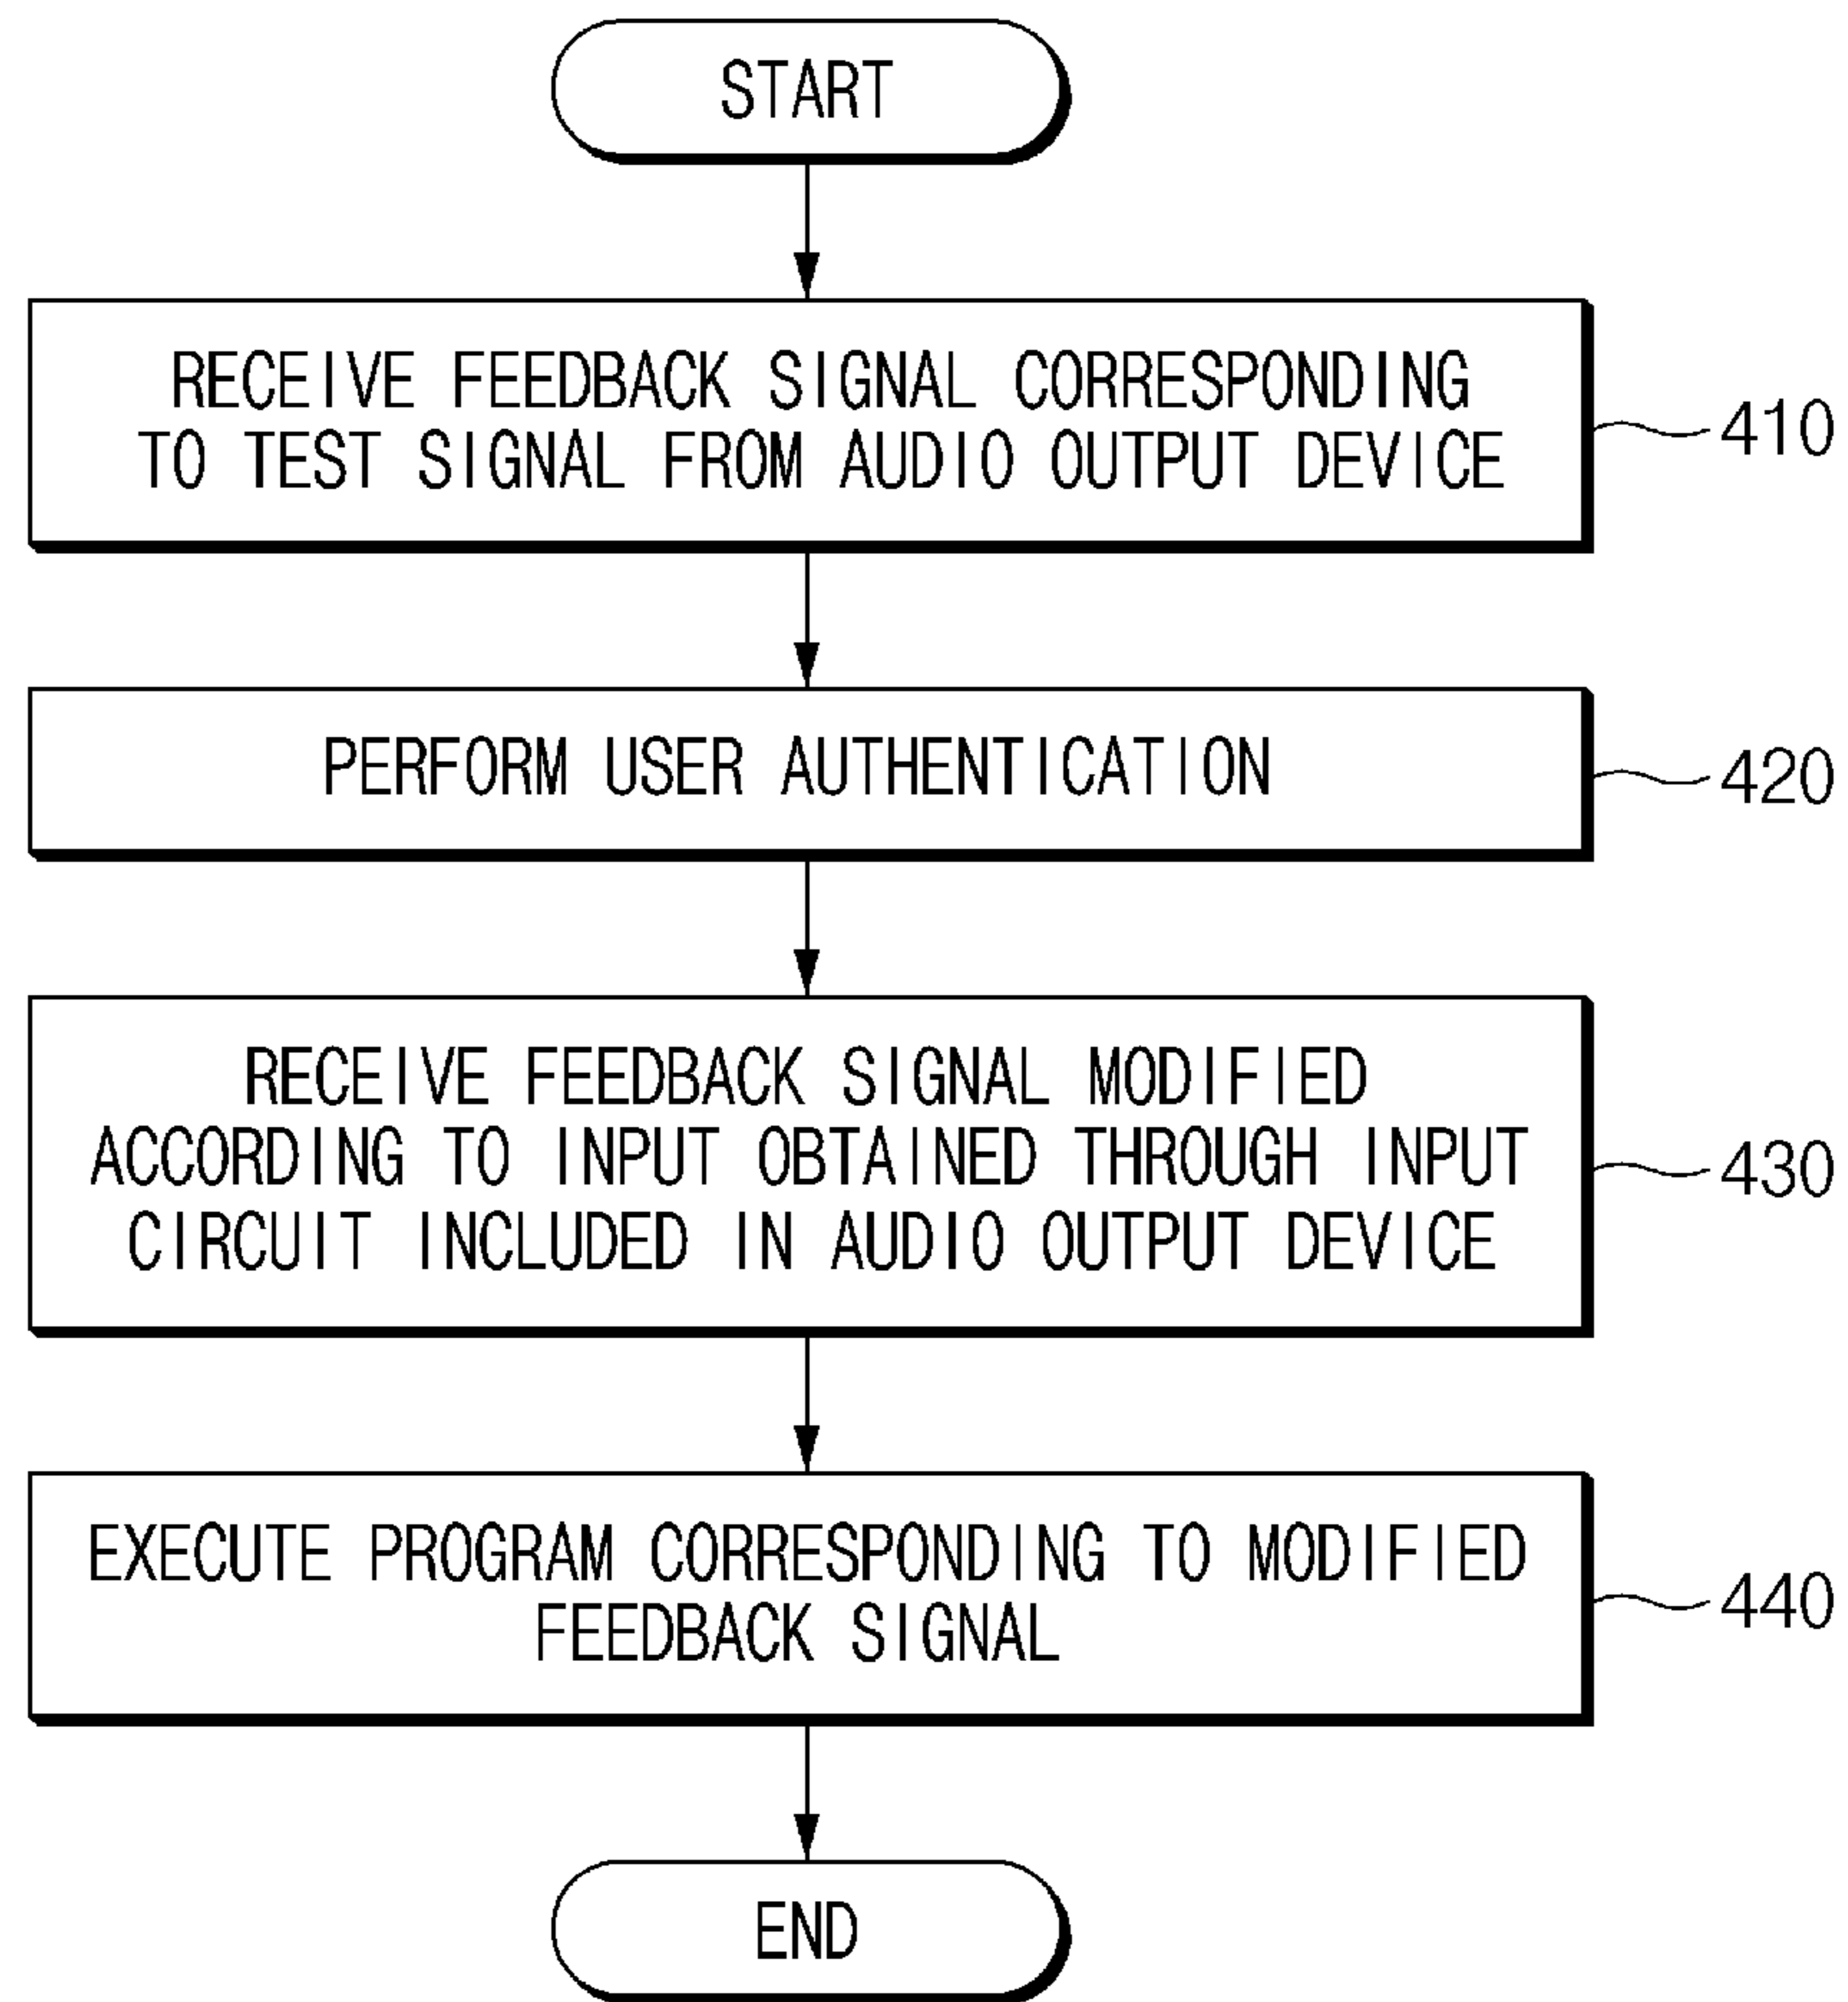 START
RECEIVE FEEDBACK SIGNAL CORRESPONDING
TO TEST SIGNAL FROM AUDIO OUTPUT DEVICE
410
PERFORM USER AUTHENTICATION
420
RECEIVE FEEDBACK SIGNAL MODIFIED
ACCORDING TO INPUT OBTAINED THROUGH INPUT
CIRCUIT INCLUDED IN AUDIO OUTPUT DEVICE
430
EXECUTE PROGRAM CORRESPONDING TO MODIFIED
FEEDBACK SIGNAL
440
END